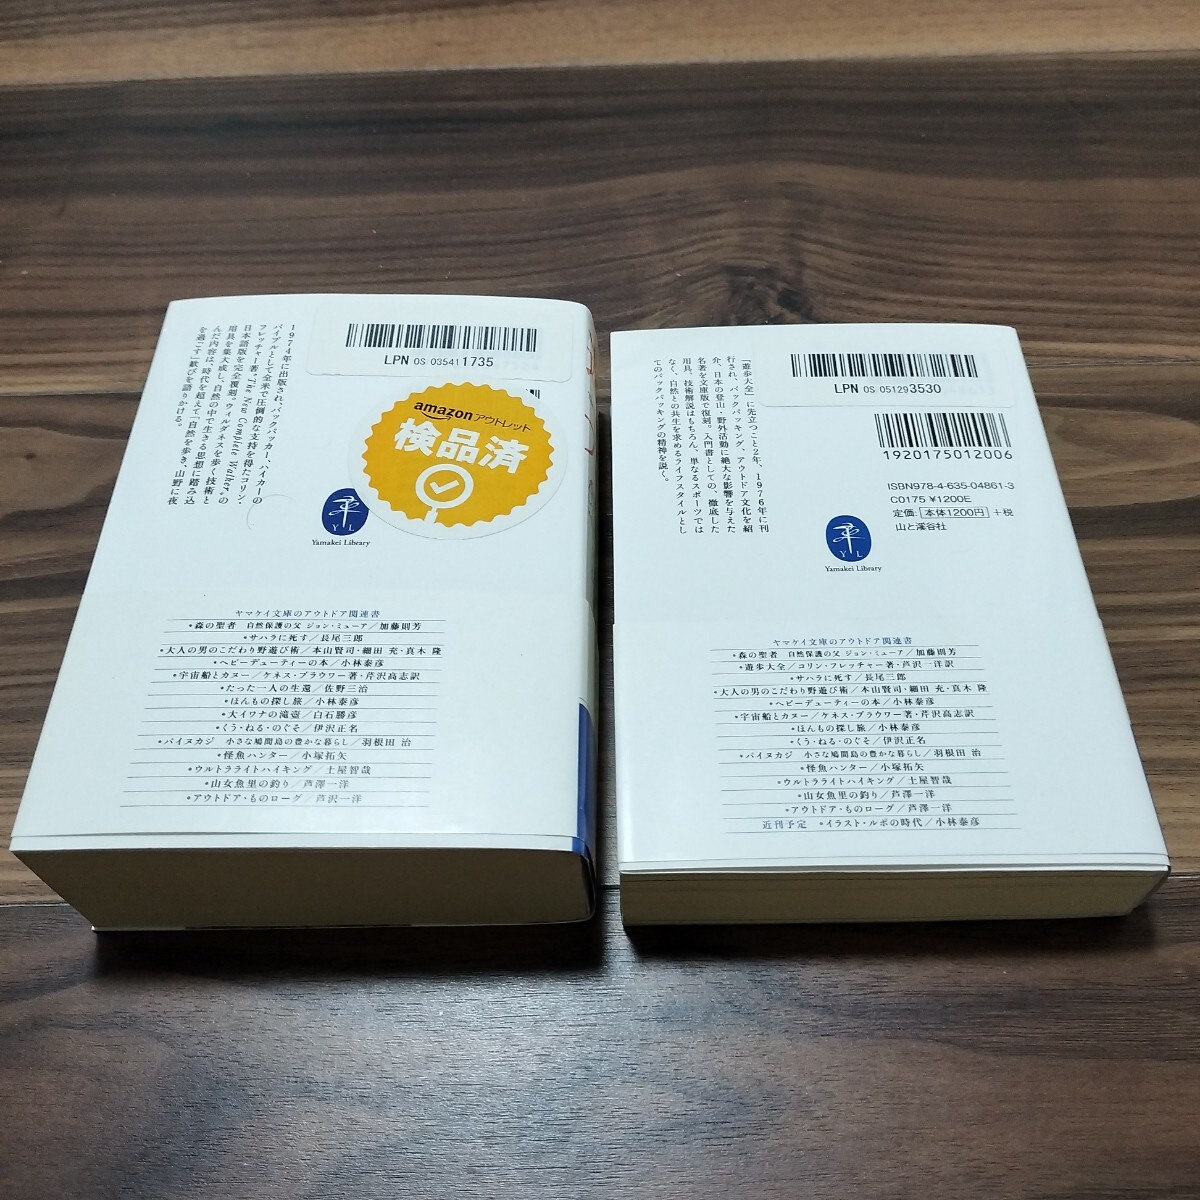 LPN OS 03541 1735
amazonアウトレット
検品済
1974年に出版され、バックパッカー、ハイカーの
バイブルとして全米で圧倒的な支持を得たコリン・
フレッチャー著“The New Complete Walker”の
日本語版を完全復刻。ウィルダネスを歩く技術と
用具を集大成し、自然の中で生きる思想に踏み込
んだ内容は、時代を超えて「自然を歩き、山野に夜
を過ごす」歓びを語りかける。
Y L
Yamakei Library
ヤマケイ文庫のアウトドア関連書
•森の聖者 自然保護の父 ジョン・ミューア/加藤則芳
•サハラに死す/長尾三郎
•大人の男のこだわり野遊び術/本山賢司・細田 充・真木 隆
•ヘビーデューティーの本/小林泰彦
•宇宙船とカヌー/ケネス・ブラウワー著・芹沢高志訳
•たった一人の生還/佐野三治
•ほんもの探し旅/小林泰彦
•大イワナの滝壺/白石勝彦
•くう・ねる・のぐそ/伊沢正名
•パイヌカジ 小さな鳩間島の豊かな暮らし/羽根田 治
•怪魚ハンター/小塚拓矢
•ウルトラライトハイキング/土屋智哉
•山女魚里の釣り/芦澤一洋
•アウトドア・ものローグ/芦沢一洋
LPN OS 05129 3530
1920175012006
ISBN978-4-635-04861-3
C0175 ¥1200E
定価:本体1200円+税
山と溪谷社
『遊歩大全』に先立つこと2年、1976年に刊
行され、バックパッキング、アウトドア文化を紹
介、日本の登山・野外活動に絶大な影響を与えた
名著を文庫版で復刻。入門書としての、徹底した
用具、技術解説はもちろん、単なるスポーツでは
なく、自然との共生を求めるライフスタイルとし
てのバックパッキングの精神を説く。
Y L
Yamakei Library
ヤマケイ文庫のアウトドア関連書
•森の聖者 自然保護の父 ジョン・ミューア/加藤則芳
•遊歩大全/コリン・フレッチャー著・芦沢一洋訳
•サハラに死す/長尾三郎
•大人の男のこだわり野遊び術/本山賢司・細田 充・真木 隆
•ヘビーデューティーの本/小林泰彦
•宇宙船とカヌー/ケネス・ブラウワー著・芹沢高志訳
•ほんもの探し旅/小林泰彦
•くう・ねる・のぐそ/伊沢正名
•パイヌカジ 小さな鳩間島の豊かな暮らし/羽根田 治
•怪魚ハンター/小塚拓矢
•ウルトラライトハイキング/土屋智哉
•山女魚里の釣り/芦澤一洋
•アウトドア・ものローグ/芦澤一洋
近刊予定 •イラスト・ルポの時代/小林泰彦